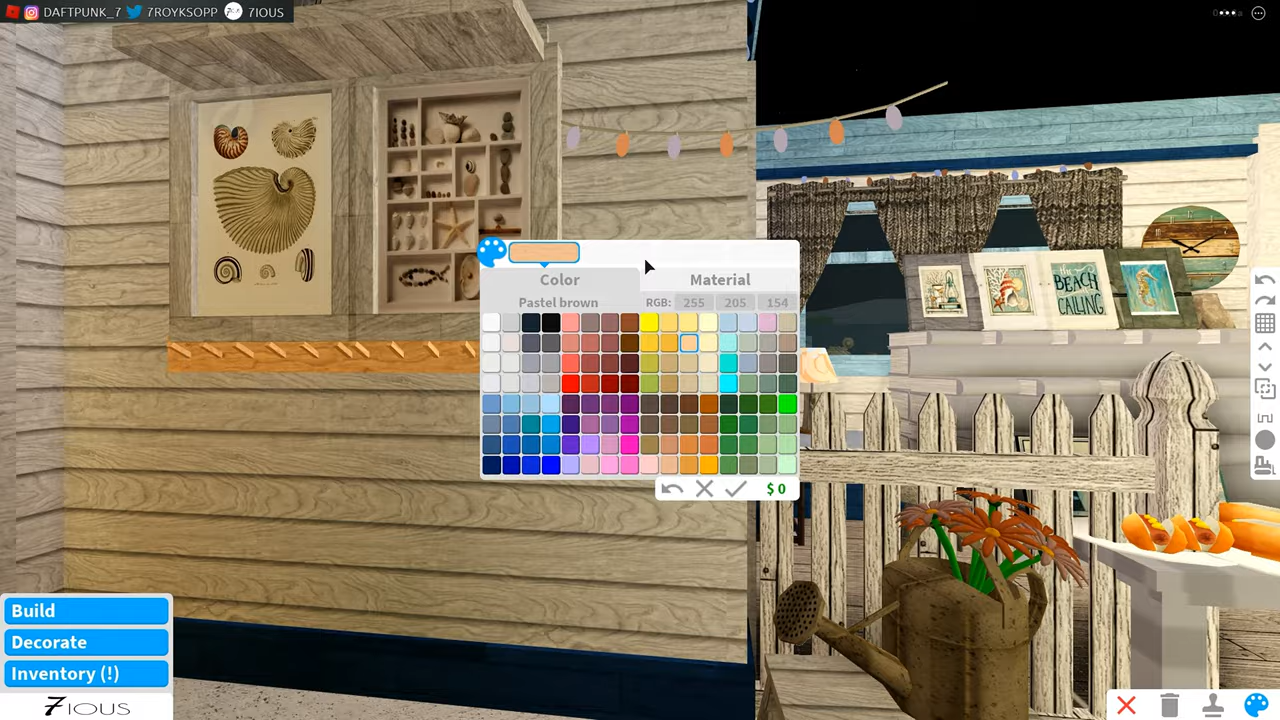 DAFTPUNK_7 7ROYKSOPP 7IOUS
THE
BEACH
CALLING
Color Material
Pastel brown RGB: 255 205 154
$ 0
Build
Decorate
Inventory (!)
7IOUS